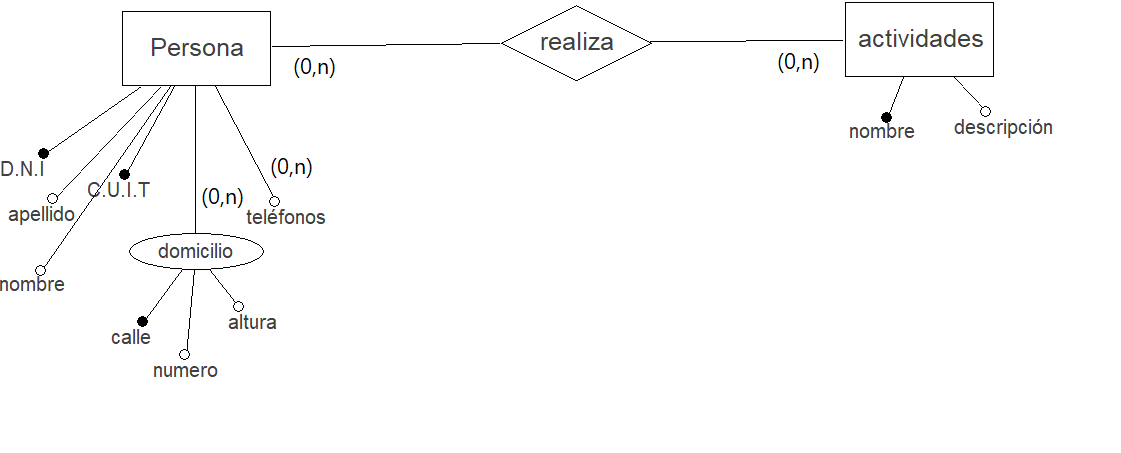 Persona
realiza
actividades
(0,n)
(0,n)
nombre
descripción
D.N.I
C.U.I.T
(0,n)
apellido
(0,n)
teléfonos
domicilio
nombre
calle
altura
numero